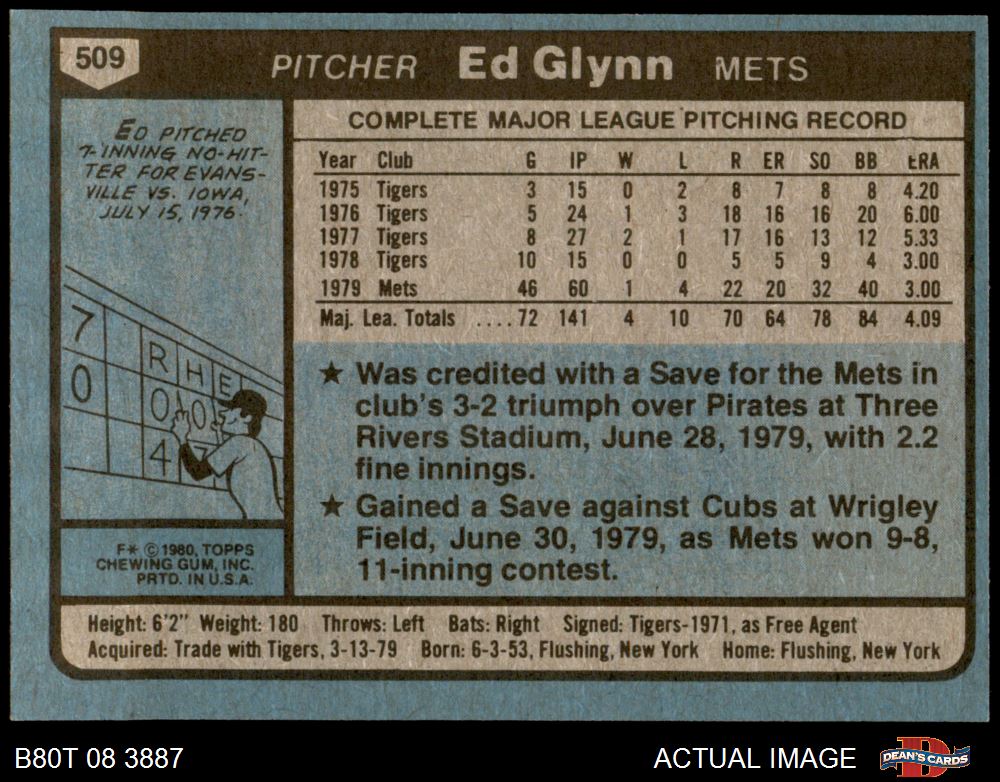 509
PITCHER Ed Glynn METS
ED PITCHED
7-INNING NO-HIT-
TER FOR EVANS-
VILLE VS. IOWA,
JULY 15, 1976.
7 R H E
0 0 0
4
F* © 1980, TOPPS
CHEWING GUM, INC.
PRTD. IN U.S.A.
COMPLETE MAJOR LEAGUE PITCHING RECORD
Year Club G IP W L R ER SO BB ERA
1975 Tigers 3 15 0 2 8 7 8 8 4.20
1976 Tigers 5 24 1 3 18 16 16 20 6.00
1977 Tigers 8 27 2 1 17 16 13 12 5.33
1978 Tigers 10 15 0 0 5 5 9 4 3.00
1979 Mets 46 60 1 4 22 20 32 40 3.00
Maj. Lea. Totals ....72 141 4 10 70 64 78 84 4.09
★ Was credited with a Save for the Mets in
club's 3-2 triumph over Pirates at Three
Rivers Stadium, June 28, 1979, with 2.2
fine innings.
★ Gained a Save against Cubs at Wrigley
Field, June 30, 1979, as Mets won 9-8,
11-inning contest.
Height: 6'2" Weight: 180 Throws: Left Bats: Right Signed: Tigers-1971, as Free Agent
Acquired: Trade with Tigers, 3-13-79 Born: 6-3-53, Flushing, New York Home: Flushing, New York
B80T 08 3887 ACTUAL IMAGE DEAN'S CARDS